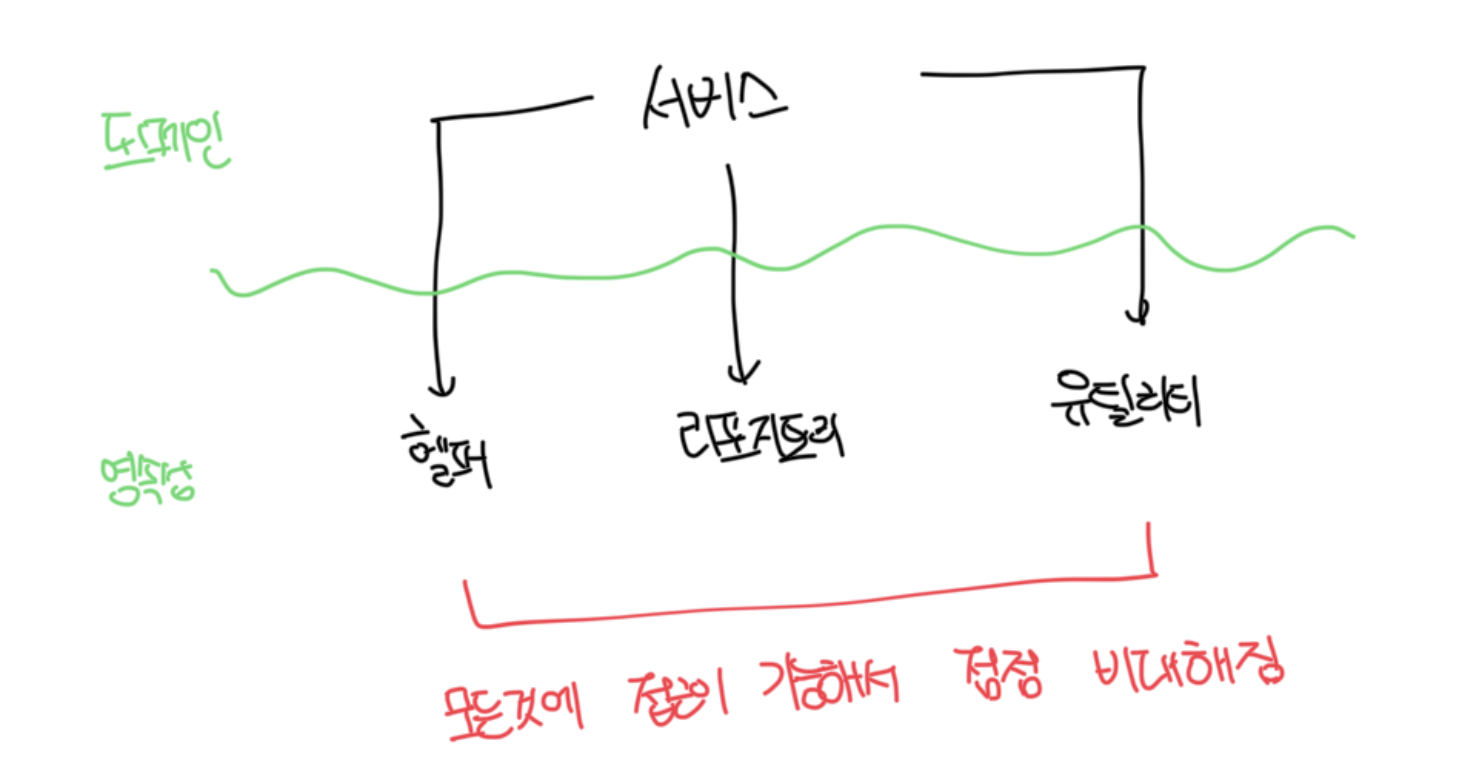 서비스
도메인
유틸리티
헬퍼
리포지토리
영속성
모든것에 접근이 가능해서 점점 비대해짐